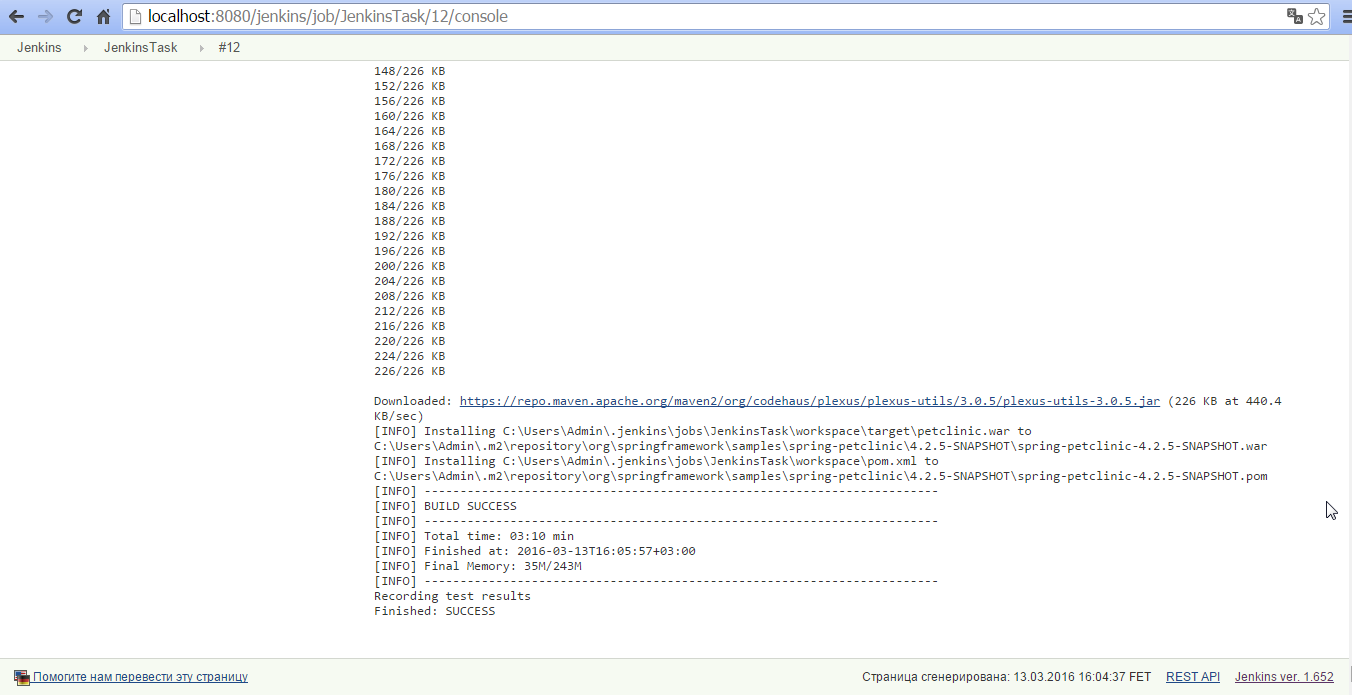 localhost:8080/jenkins/job/JenkinsTask/12/console
Jenkins JenkinsTask #12
148/226 KB
152/226 KB
156/226 KB
160/226 KB
164/226 KB
168/226 KB
172/226 KB
176/226 KB
180/226 KB
184/226 KB
188/226 KB
192/226 KB
196/226 KB
200/226 KB
204/226 KB
208/226 KB
212/226 KB
216/226 KB
220/226 KB
224/226 KB
226/226 KB
Downloaded: https://repo.maven.apache.org/maven2/org/codehaus/plexus/plexus-utils/3.0.5/plexus-utils-3.0.5.jar (226 KB at 440.4
KB/sec)
[INFO] Installing C:\Users\Admin\.jenkins\jobs\JenkinsTask\workspace\target\petclinic.war to
C:\Users\Admin\.m2\repository\org\springframework\samples\spring-petclinic\4.2.5-SNAPSHOT\spring-petclinic-4.2.5-SNAPSHOT.war
[INFO] Installing C:\Users\Admin\.jenkins\jobs\JenkinsTask\workspace\pom.xml to
C:\Users\Admin\.m2\repository\org\springframework\samples\spring-petclinic\4.2.5-SNAPSHOT\spring-petclinic-4.2.5-SNAPSHOT.pom
[INFO] ------------------------------------------------------------------------
[INFO] BUILD SUCCESS
[INFO] ------------------------------------------------------------------------
[INFO] Total time: 03:10 min
[INFO] Finished at: 2016-03-13T16:05:57+03:00
[INFO] Final Memory: 35M/243M
[INFO] ------------------------------------------------------------------------
Recording test results
Finished: SUCCESS
Помогите нам перевести эту страницу Страница сгенерирована: 13.03.2016 16:04:37 FET REST API Jenkins ver. 1.652